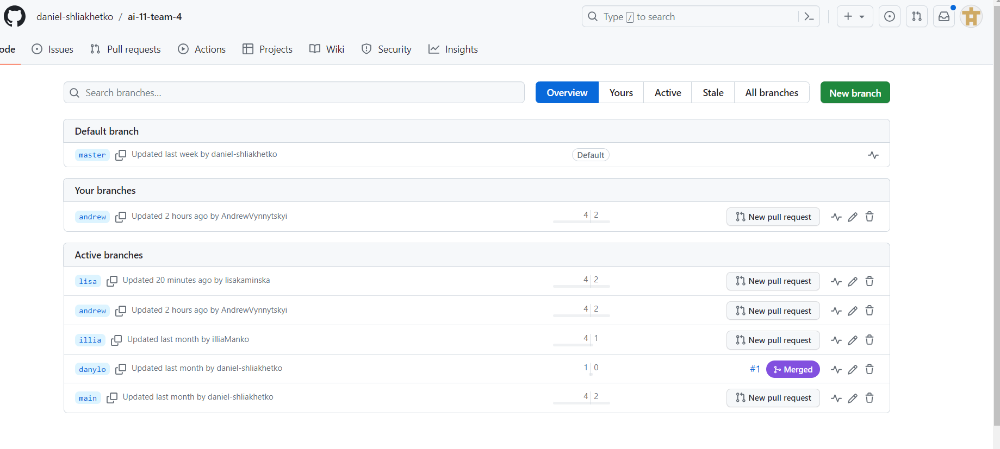 daniel-shliakhetko / ai-11-team-4
Type / to search
ode
Issues
Pull requests
Actions
Projects
Wiki
Security
Insights
Search branches...
Overview
Yours
Active
Stale
All branches
New branch
Default branch
master Updated last week by daniel-shliakhetko Default
Your branches
andrew Updated 2 hours ago by AndrewVynnytskyi 4 2 New pull request
Active branches
lisa Updated 20 minutes ago by lisakaminska 4 2 New pull request
andrew Updated 2 hours ago by AndrewVynnytskyi 4 2 New pull request
illia Updated last month by illiaManko 4 1 New pull request
danylo Updated last month by daniel-shliakhetko 1 0 #1 Merged
main Updated last month by daniel-shliakhetko 4 2 New pull request